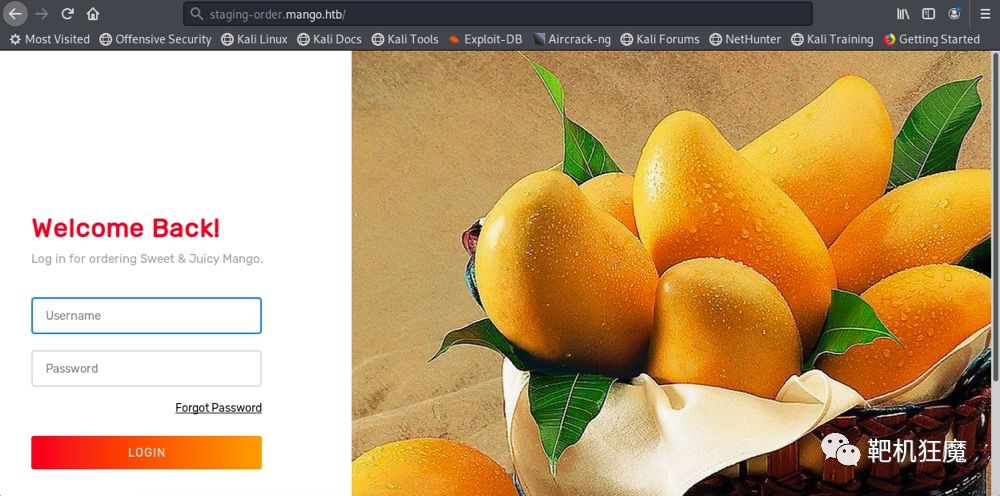 staging-order.mango.htb/
Most Visited Offensive Security Kali Linux Kali Docs Kali Tools Exploit-DB Aircrack-ng Kali Forums NetHunter Kali Training Getting Started
Welcome Back!
Log in for ordering Sweet & Juicy Mango.
Username
Password
Forgot Password
LOGIN
靶机狂魔